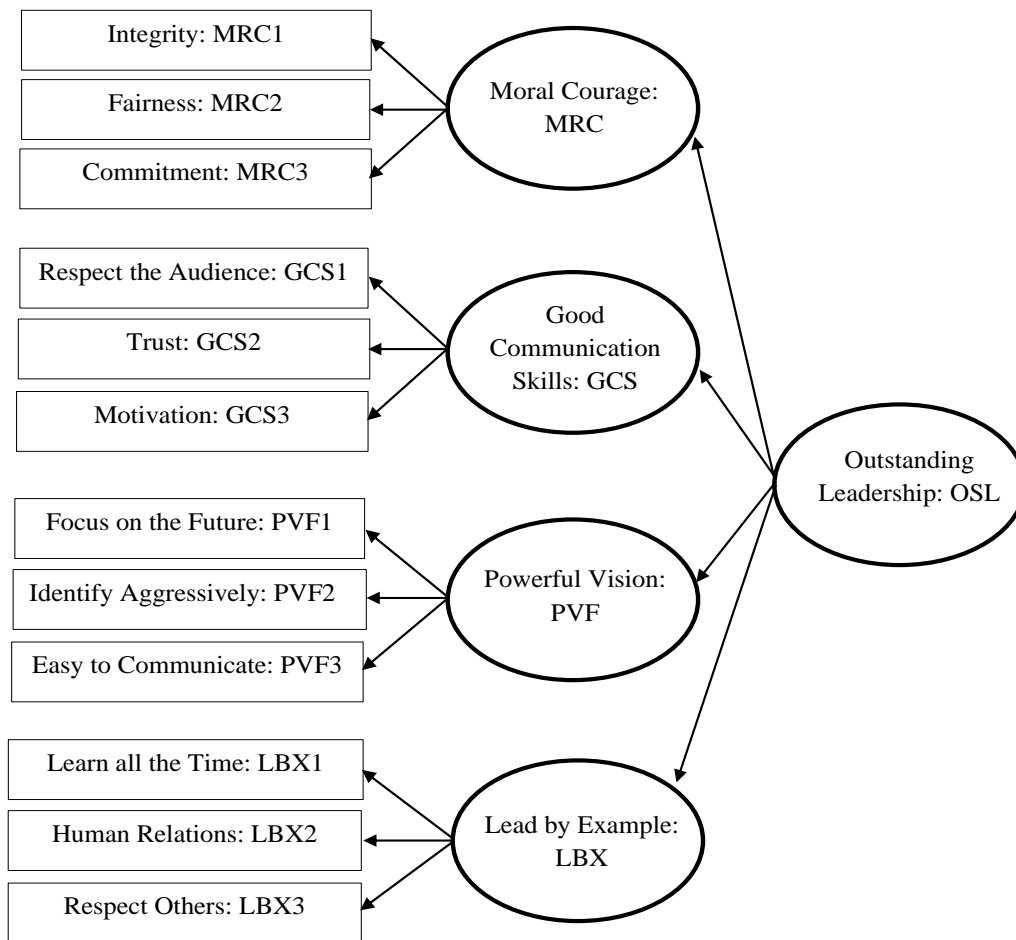 Integrity: MRC1
Fairness: MRC2
Commitment: MRC3
Moral Courage:
MRC
Respect the Audience: GCS1
Trust: GCS2
Motivation: GCS3
Good
Communication
Skills: GCS
Outstanding
Leadership: OSL
Focus on the Future: PVF1
Identify Aggressively: PVF2
Easy to Communicate: PVF3
Powerful Vision:
PVF
Learn all the Time: LBX1
Human Relations: LBX2
Respect Others: LBX3
Lead by Example:
LBX